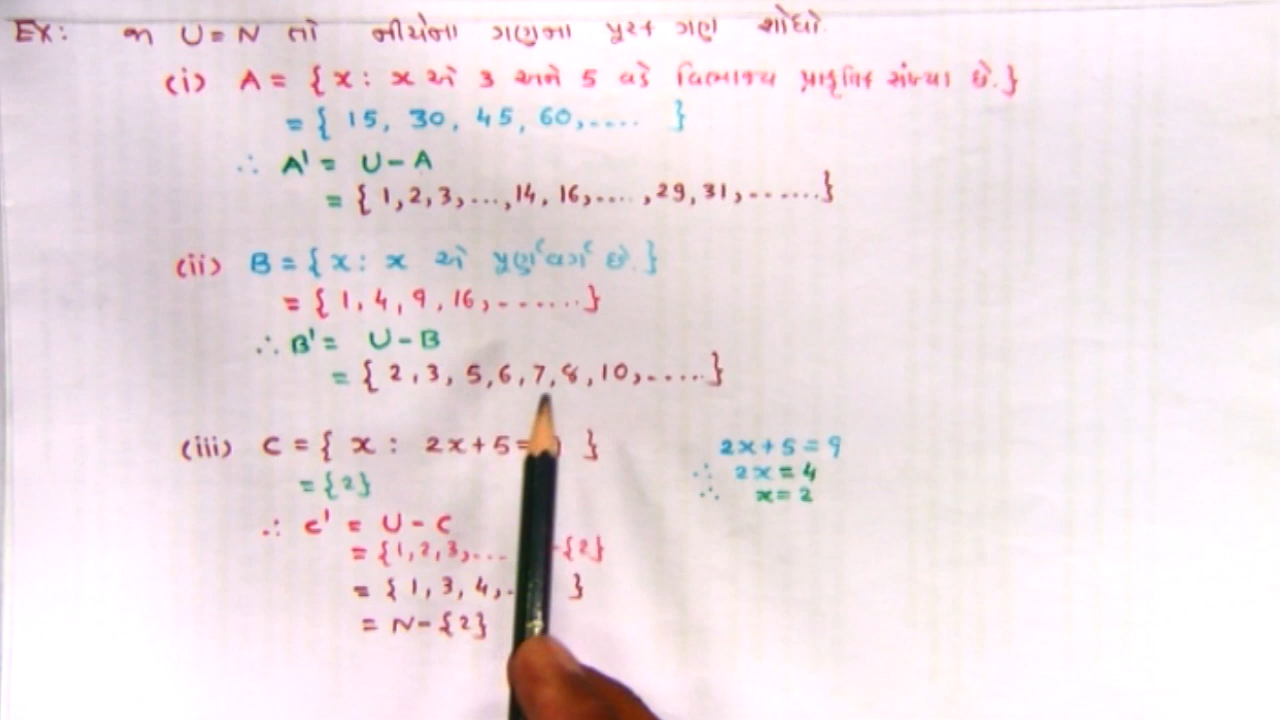 EX: જો U = N તો નીચેના ગણના પૂરક ગણ શોધો.
(i) A = { x : x એ 3 અને 5 વડે વિભાજ્ય પ્રાકૃતિક સંખ્યા છે. }
= { 15, 30, 45, 60, .... }
∴ A' = U - A
= { 1, 2, 3, ..., 14, 16, ...., 29, 31, ....... }
(ii) B = { x : x એ પૂર્ણવર્ગ છે. }
= { 1, 4, 9, 16, ....... }
∴ B' = U - B
= { 2, 3, 5, 6, 7, 8, 10, ..... }
(iii) C = { x : 2x + 5 = }
2x + 5 = 9
= {2}
∴ 2x = 4
∴ x = 2
∴ C' = U - C
= {1, 2, 3, ... -{2}
= { 1, 3, 4, . }
= N - {2}